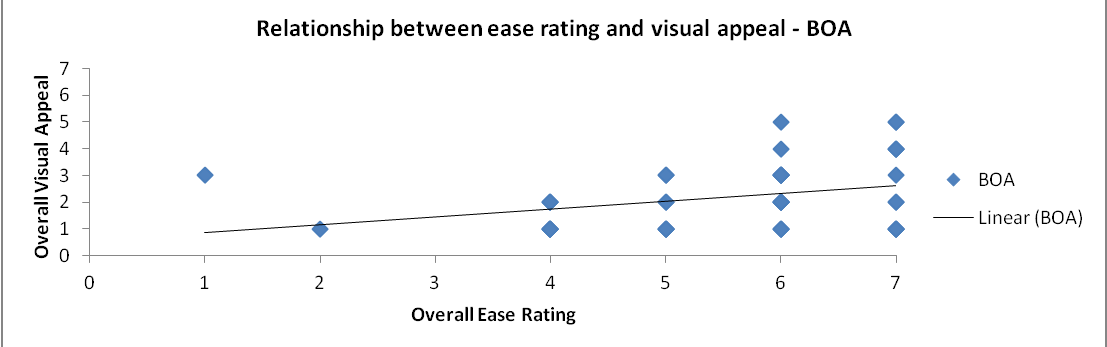 Relationship between ease rating and visual appeal - BOA
Overall Visual Appeal
7
6
5
4
3
2
1
0
0 1 2 3 4 5 6 7
Overall Ease Rating
BOA
Linear (BOA)